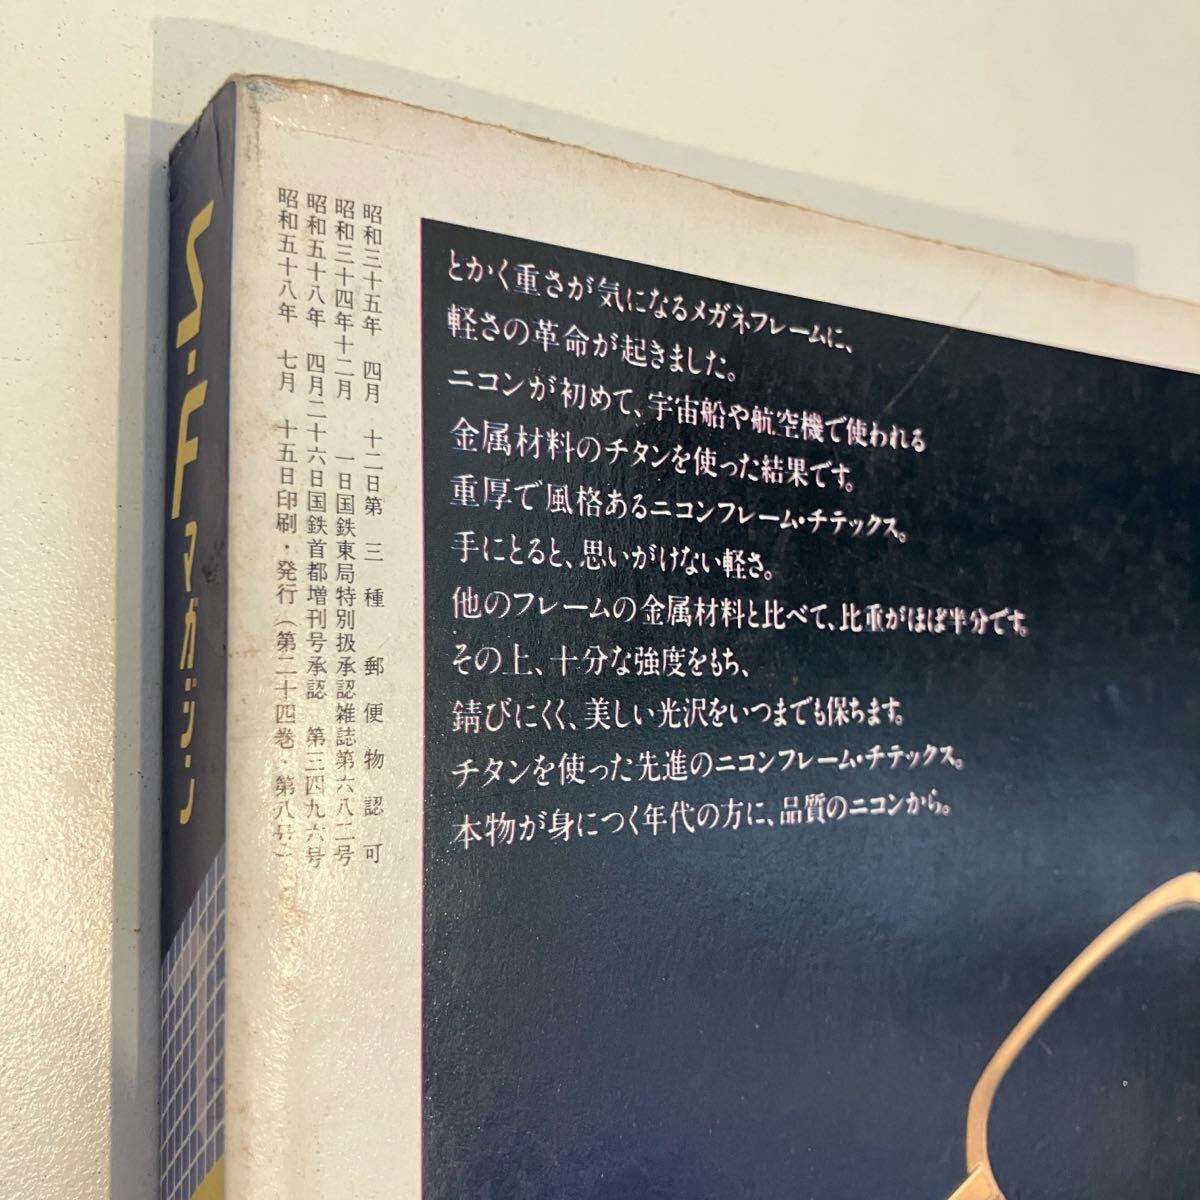 S-Fマガジン
昭和三十五年 四月 十二日第三種郵便物認可
昭和三十四年十二月 一日国鉄東局特別扱承認雑誌第六八二号
昭和五十八年 四月二十六日国鉄首都増刊号承認 第三四九六号
昭和五十八年 七月 十五日印刷・発行(第二十四巻・第八号)
とかく重さが気になるメガネフレームに、
軽さの革命が起きました。
ニコンが初めて、宇宙船や航空機で使われる
金属材料のチタンを使った結果です。
重厚で風格あるニコンフレーム・チテックス。
手にとると、思いがけない軽さ。
他のフレームの金属材料と比べて、比重がほぼ半分です。
その上、十分な強度をもち、
錆びにくく、美しい光沢をいつまでも保ちます。
チタンを使った先進のニコンフレーム・チテックス。
本物が身につく年代の方に、品質のニコンから。